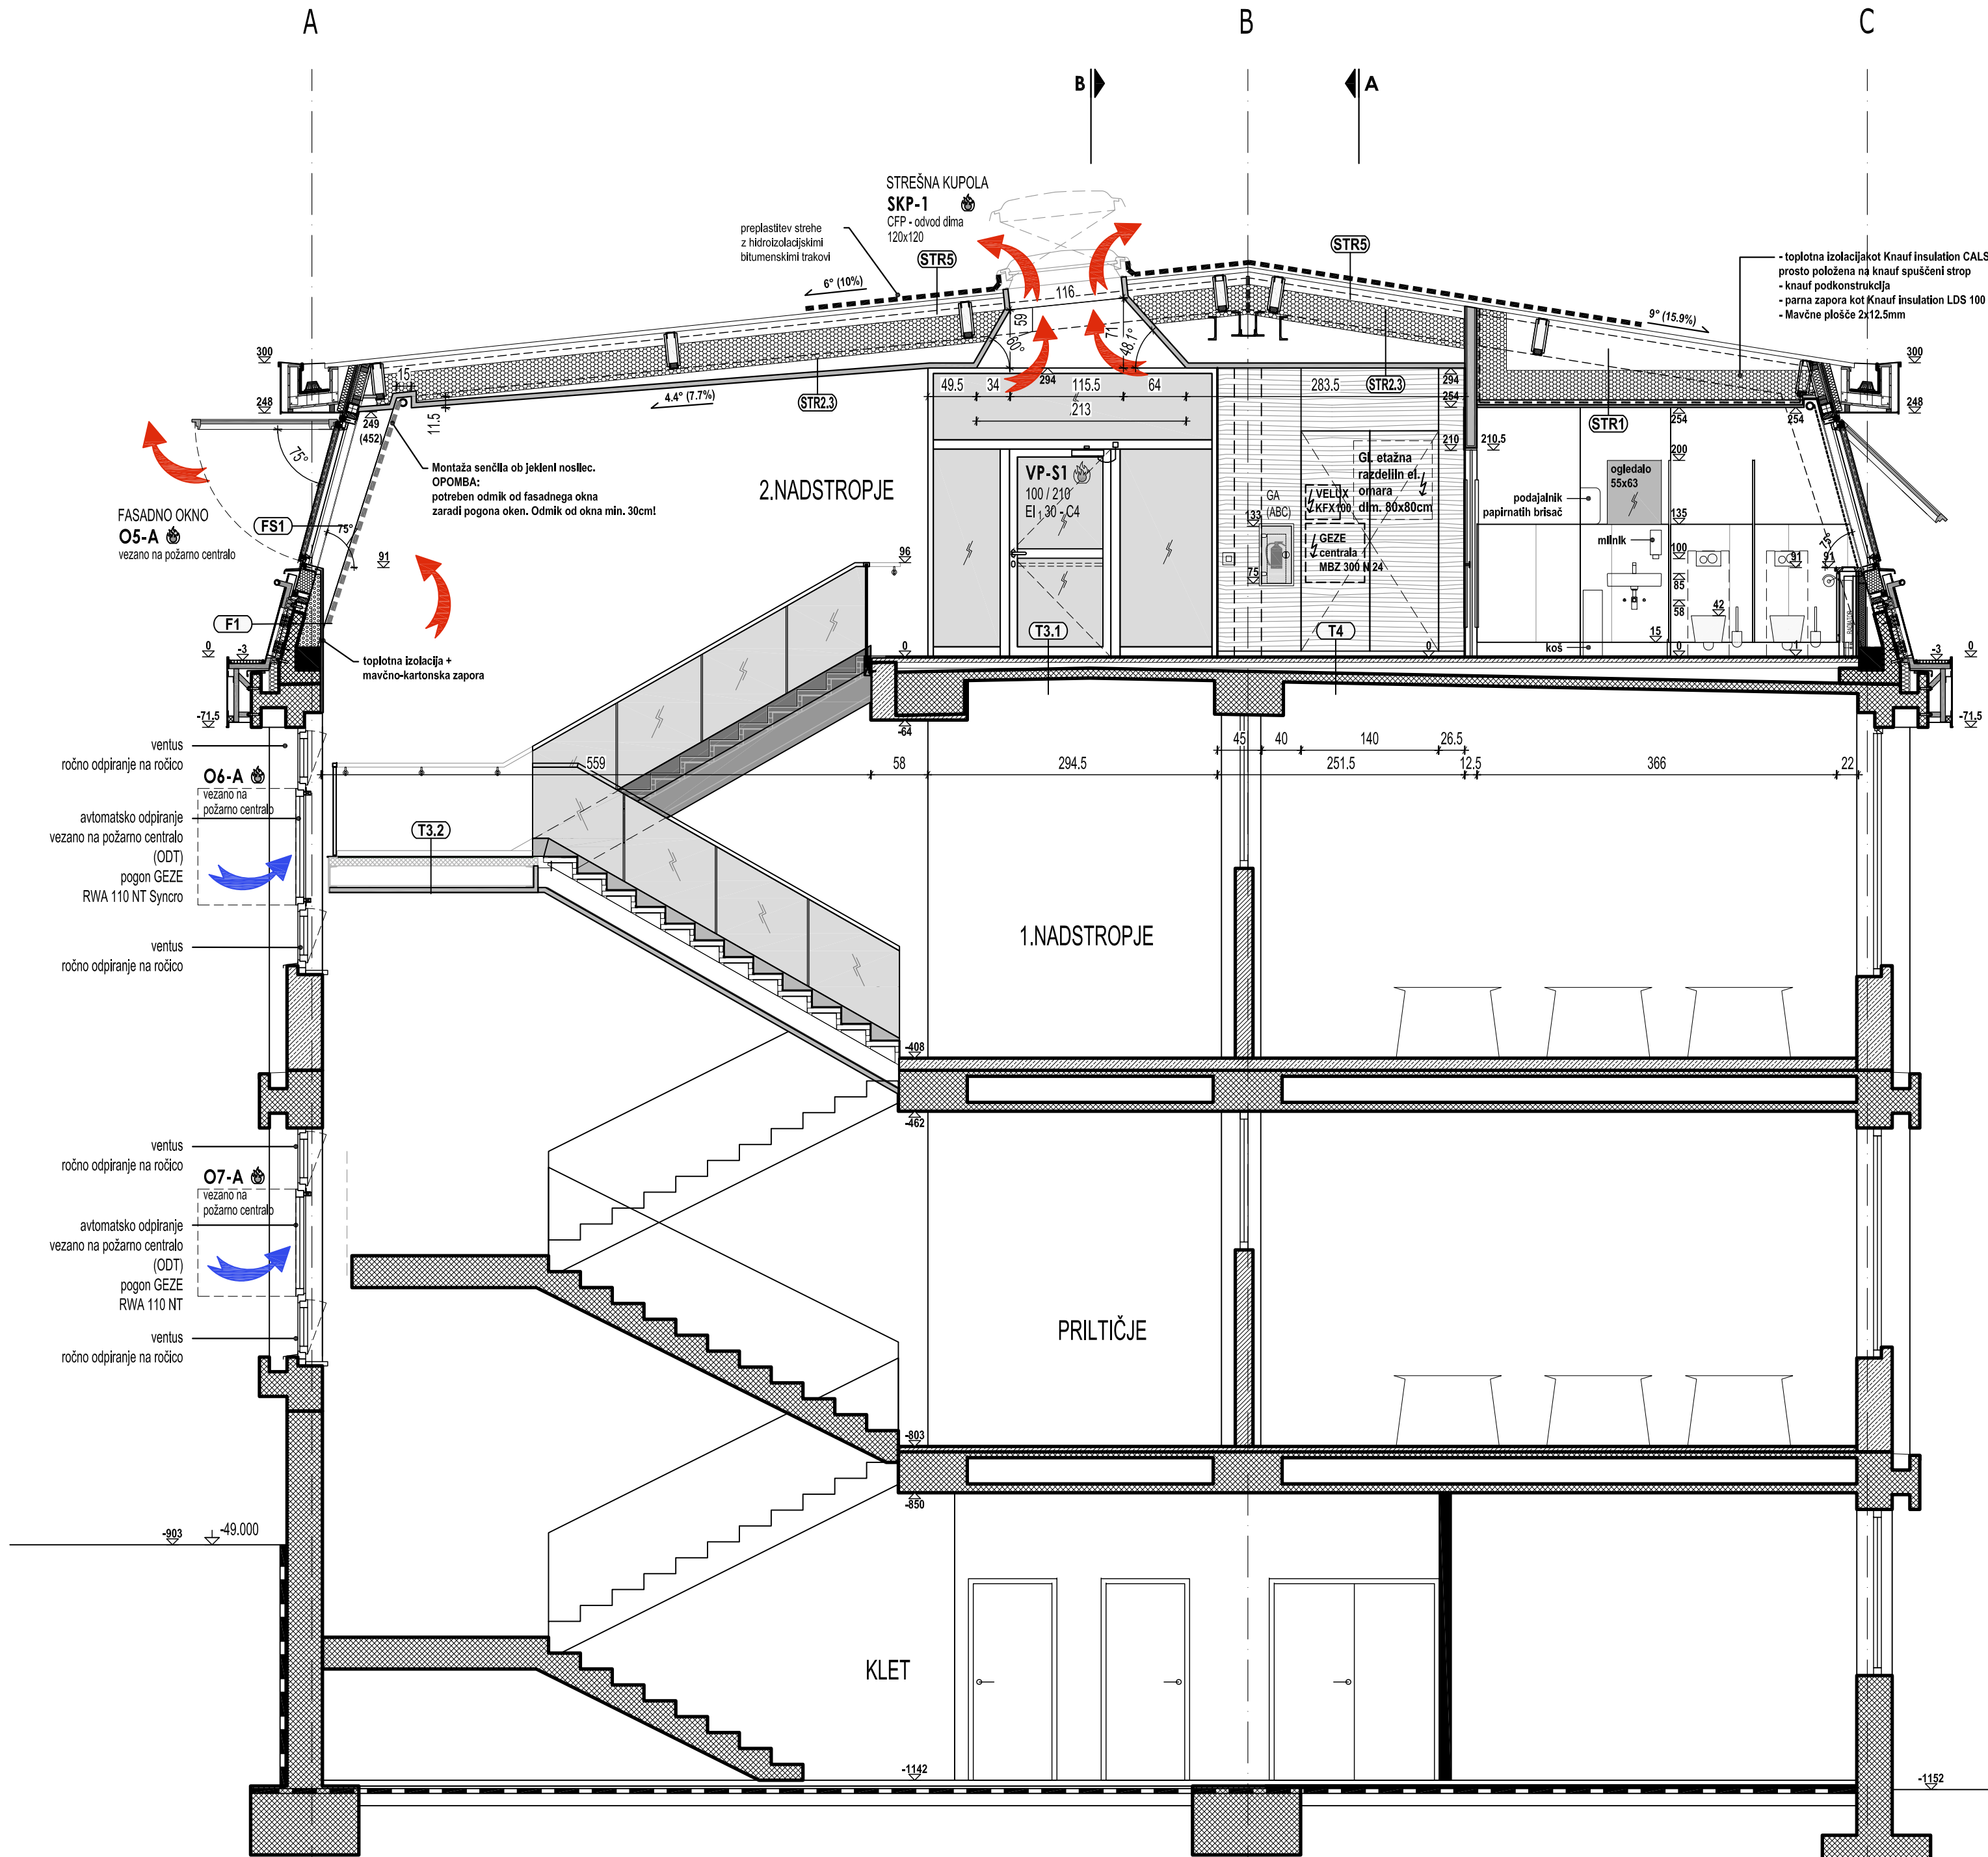 A
B
C
B
A
STREŠNA KUPOLA
SKP-1
CFP - odvod dima
120x120
preplastitev strehe
z hidroizolacijskimi
bitumenskimi trakovi
STR5
STR5
6° (10%)
9° (15.9%)
- toplotna izolacijakot Knauf insulation CALS
prosto položena na knauf spuščeni strop
- knauf podkonstrukcija
- parna zapora kot Knauf insulation LDS 100
- Mavčne plošče 2x12.5mm
116
59
71
60°
48.1°
300
248
300
248
15
11.5
249
(452)
4.4° (7.7%)
STR2.3
STR2.3
STR1
49.5
34
294
115.5
64
213
283.5
294
254
210
210.5
254
254
200
135
100
85
58
42
15
0
91
91
75°
75°
75°
Montaža senčila ob jekleni nosilec.
OPOMBA:
potreben odmik od fasadnega okna
zaradi pogona oken. Odmik od okna min. 30cm!
2.NADSTROPJE
VP-S1
100 / 210
EI 1 30 - C4
GA
(ABC)
133
75
VELUX
KFX100
Gl. etažna
razdeliln el.
omara
dim. 80x80cm
GEZE
centrala
MBZ 300 N 24
ogledalo
55x63
podajalnik
papirnatih brisač
milnik
koš
FASADNO OKNO
O5-A
vezano na požarno centralo
FS1
F1
91
96
0
-3
0
0
-3
0
-71.5
-71.5
T3.1
T4
toplotna izolacija +
mavčno-kartonska zapora
-64
ventus
ročno odpiranje na ročico
O6-A
vezano na
požarno centralo
avtomatsko odpiranje
vezano na požarno centralo
(ODT)
pogon GEZE
RWA 110 NT Syncro
ventus
ročno odpiranje na ročico
T3.2
559
58
294.5
45
40
140
26.5
251.5
12.5
366
22
1.NADSTROPJE
-408
-462
ventus
ročno odpiranje na ročico
O7-A
vezano na
požarno centralo
avtomatsko odpiranje
vezano na požarno centralo
(ODT)
pogon GEZE
RWA 110 NT
ventus
ročno odpiranje na ročico
PRILTIČJE
-803
-850
-903
-49.000
KLET
-1142
-1152